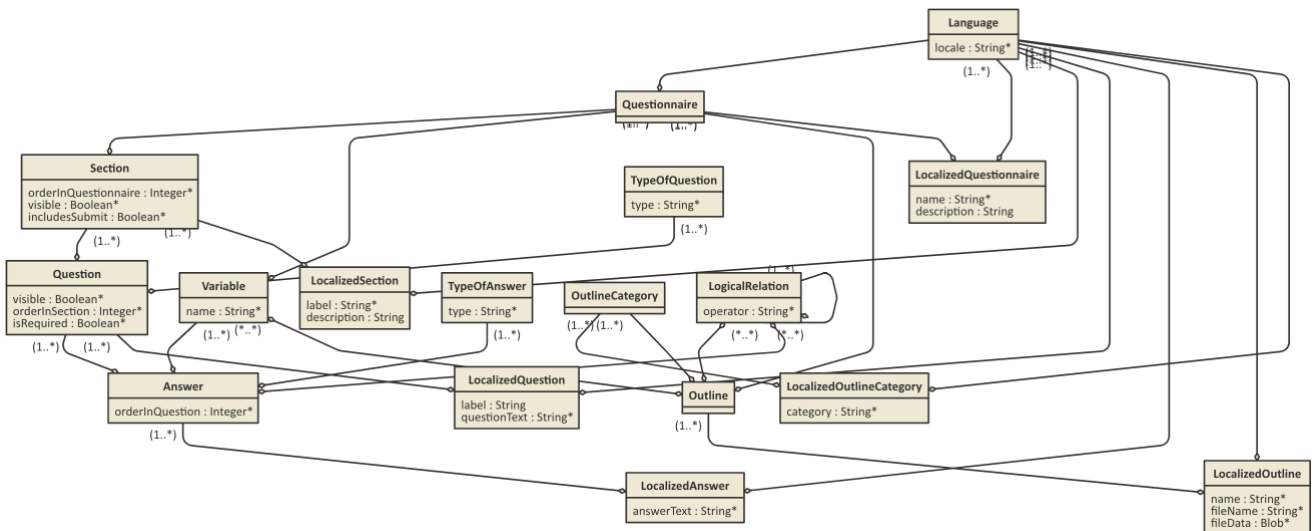 Language
locale : String*
(1..*)
Questionnaire
(1..*)
Section
orderInQuestionnaire : Integer*
visible : Boolean*
includesSubmit : Boolean*
(1..*)
(1..*)
TypeOfQuestion
type : String*
(1..*)
LocalizedQuestionnaire
name : String*
description : String
Question
visible : Boolean*
orderInSection : Integer*
isRequired : Boolean*
(1..*)
(1..*)
Variable
name : String*
(1..*)
(*..*)
LocalizedSection
label : String*
description : String
TypeOfAnswer
type : String*
(1..*)
OutlineCategory
(1..*)
(1..*)
LogicalRelation
operator : String*
(*..*)
(*..*)
Answer
orderInQuestion : Integer*
(1..*)
LocalizedQuestion
label : String
questionText : String*
Outline
(1..*)
LocalizedOutlineCategory
category : String*
LocalizedAnswer
answerText : String*
LocalizedOutline
name : String*
fileName : String*
fileData : Blob*